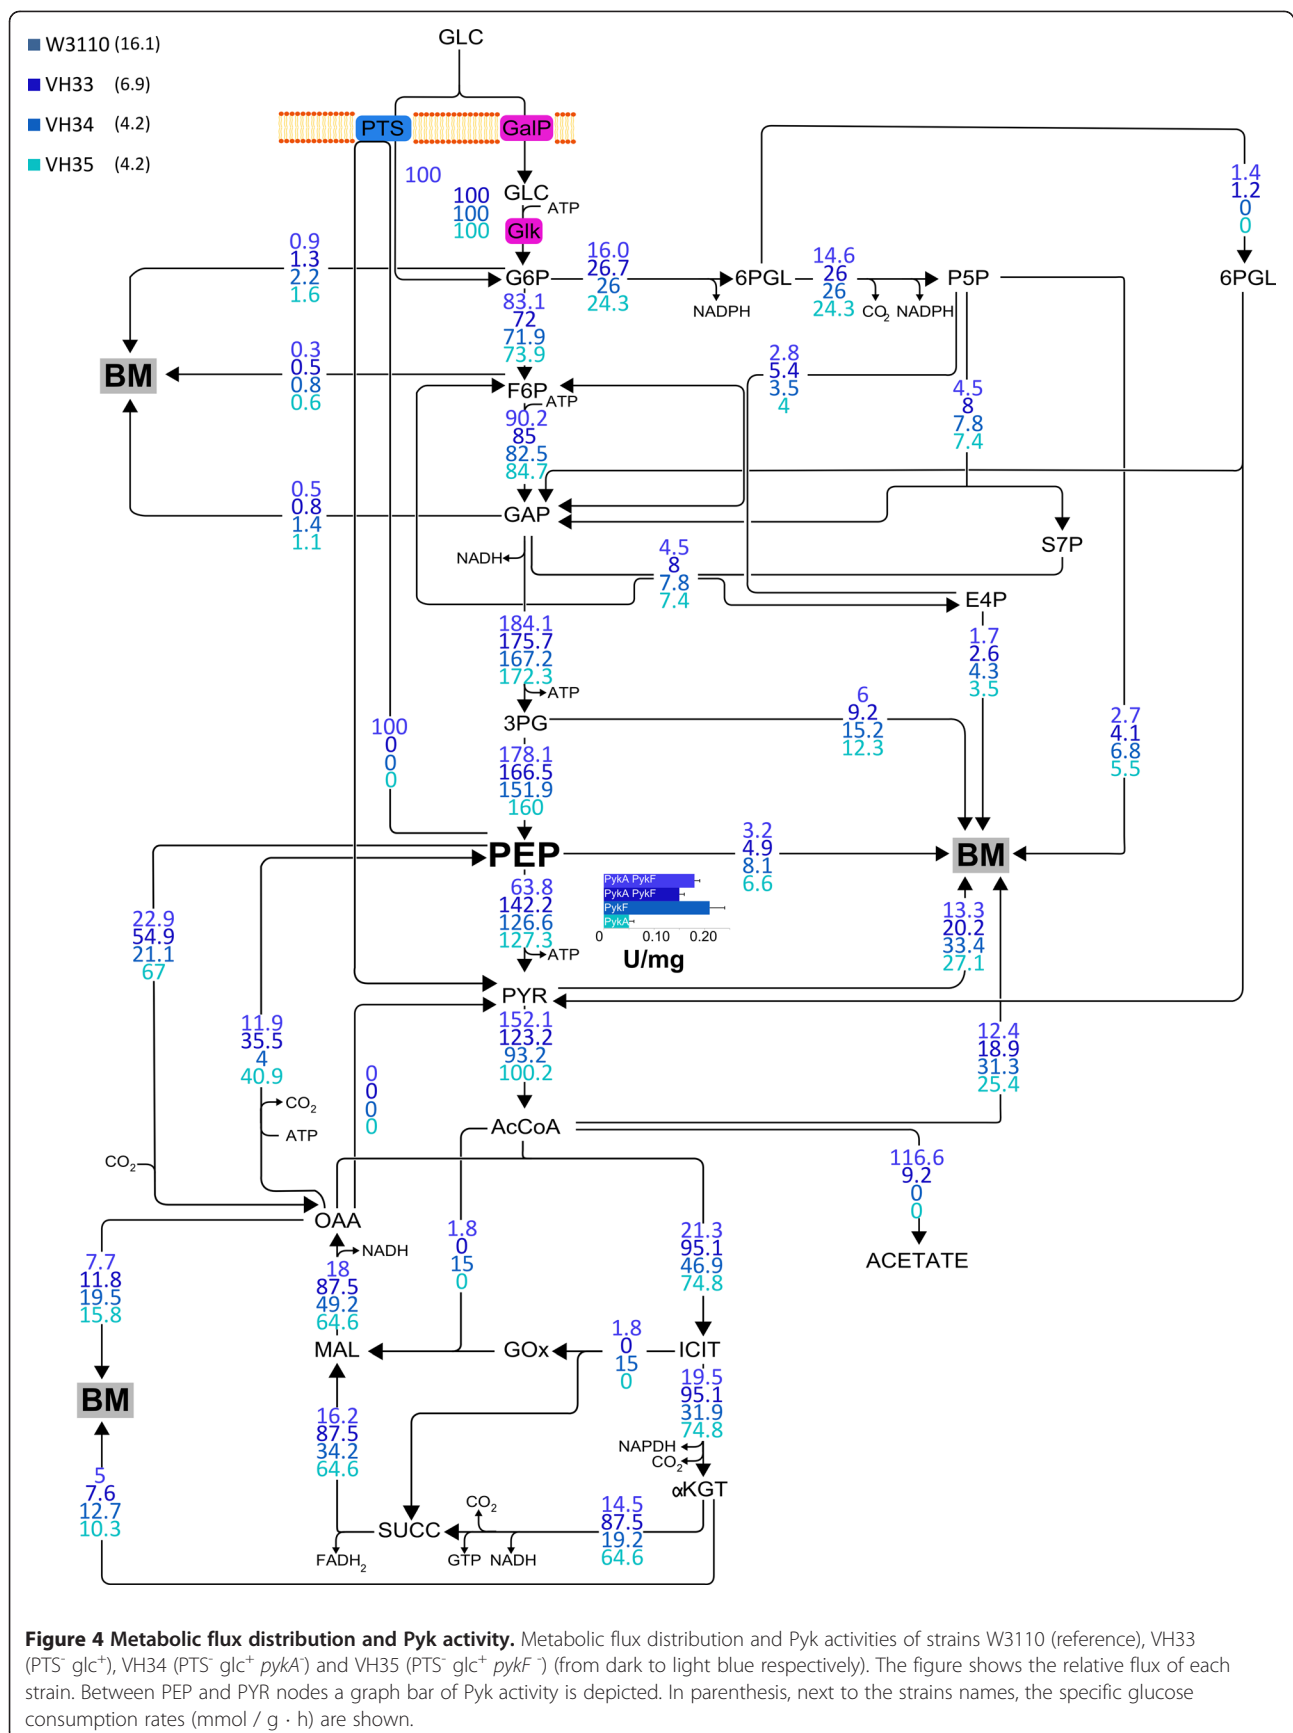 GLC
W3110 (16.1)
VH33 (6.9)
VH34 (4.2)
VH35 (4.2)
PTS
GalP
100
GLC
100
100
100
ATP
Glk
1.4
1.2
0
0
0.9
1.3
2.2
1.6
G6P
16.0
26.7
26
24.3
NADPH
6PGL
14.6
26
26
24.3
CO2
NADPH
P5P
6PGL
83.1
72
71.9
73.9
BM
0.3
0.5
0.8
0.6
F6P
ATP
2.8
5.4
3.5
4
4.5
8
7.8
7.4
90.2
85
82.5
84.7
0.5
0.8
1.4
1.1
GAP
NADH
S7P
4.5
8
7.8
7.4
E4P
184.1
175.7
167.2
172.3
ATP
1.7
2.6
4.3
3.5
3PG
6
9.2
15.2
12.3
2.7
4.1
6.8
5.5
100
0
0
0
178.1
166.5
151.9
160
PEP
3.2
4.9
8.1
6.6
BM
63.8
142.2
126.6
127.3
ATP
PykA PykF
PykA PykF
PykF
PykA
0 0.10 0.20
U/mg
22.9
54.9
21.1
67
13.3
20.2
33.4
27.1
PYR
11.9
35.5
4
40.9
CO2
ATP
0
0
0
0
152.1
123.2
93.2
100.2
12.4
18.9
31.3
25.4
AcCoA
CO2
116.6
9.2
0
0
ACETATE
OAA
NADH
7.7
11.8
19.5
15.8
18
87.5
49.2
64.6
1.8
0
15
0
21.3
95.1
46.9
74.8
MAL
GOx
1.8
0
15
0
ICIT
BM
19.5
95.1
31.9
74.8
NAPDH
CO2
16.2
87.5
34.2
64.6
αKGT
5
7.6
12.7
10.3
SUCC
FADH2
CO2
GTP
NADH
14.5
87.5
19.2
64.6
Figure 4 Metabolic flux distribution and Pyk activity. Metabolic flux distribution and Pyk activities of strains W3110 (reference), VH33
(PTS- glc+), VH34 (PTS- glc+ pykA-) and VH35 (PTS- glc+ pykF -) (from dark to light blue respectively). The figure shows the relative flux of each
strain. Between PEP and PYR nodes a graph bar of Pyk activity is depicted. In parenthesis, next to the strains names, the specific glucose
consumption rates (mmol / g · h) are shown.